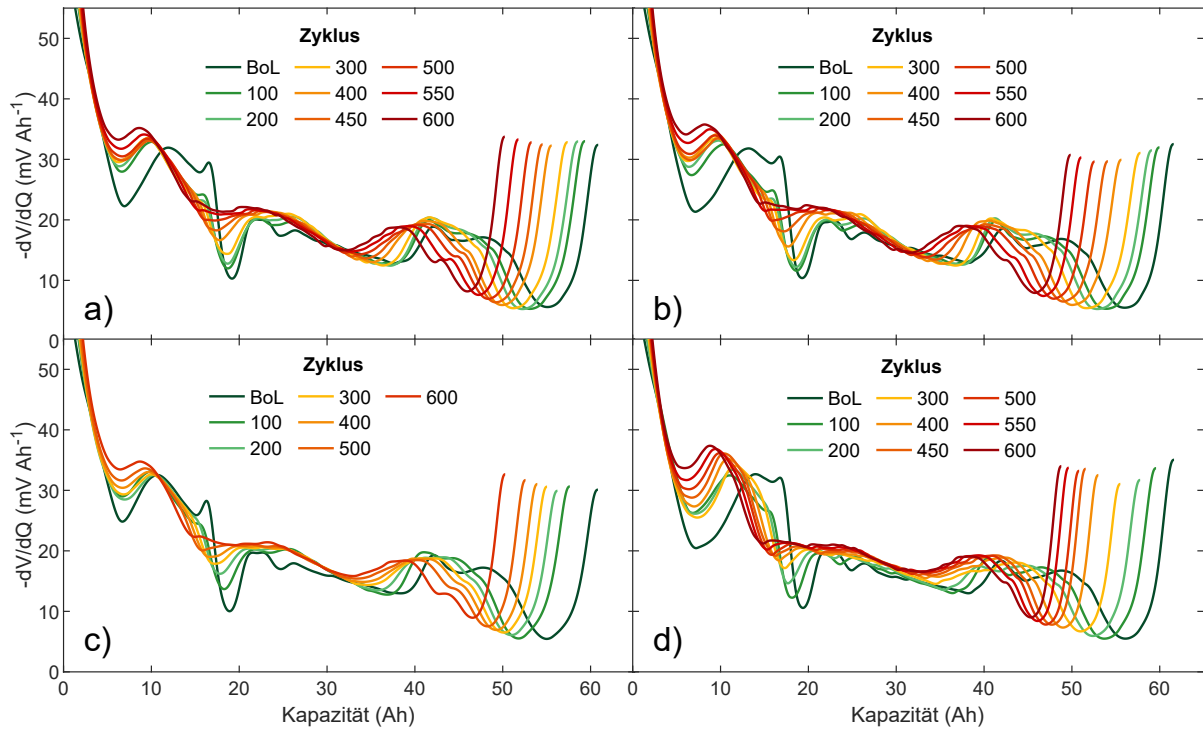 50
40
30
20
10
0
-dV/dQ (mV Ah⁻¹)
Zyklus
BoL 300 500
100 400 550
200 450 600
a)
Zyklus
BoL 300 500
100 400 550
200 450 600
b)
50
40
30
20
10
0
-dV/dQ (mV Ah⁻¹)
Zyklus
BoL 300 600
100 400
200 500
c)
0 10 20 30 40 50 60
Kapazität (Ah)
Zyklus
BoL 300 500
100 400 550
200 450 600
d)
0 10 20 30 40 50 60
Kapazität (Ah)